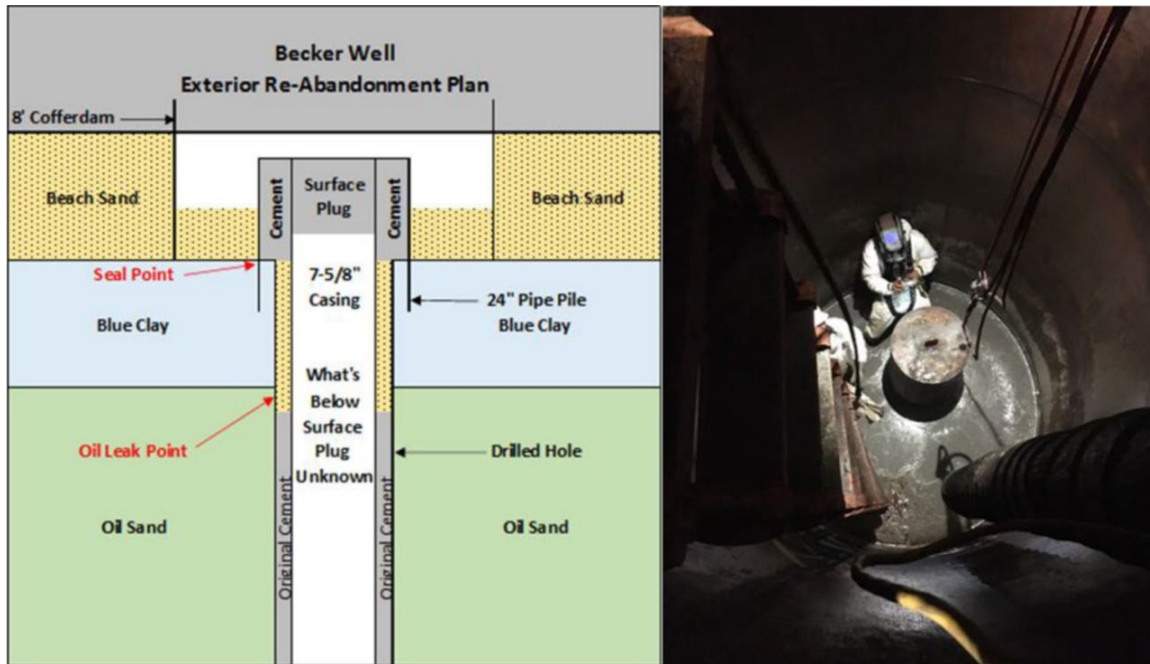 Becker Well
Exterior Re-Abandonment Plan
8' Cofferdam
Beach Sand
Cement
Surface
Plug
Cement
Beach Sand
Seal Point
7-5/8"
Casing
24" Pipe Pile
Blue Clay
Blue Clay
What's
Below
Surface
Plug
Unknown
Oil Leak Point
Drilled Hole
Oil Sand
Original Cement
Original Cement
Oil Sand